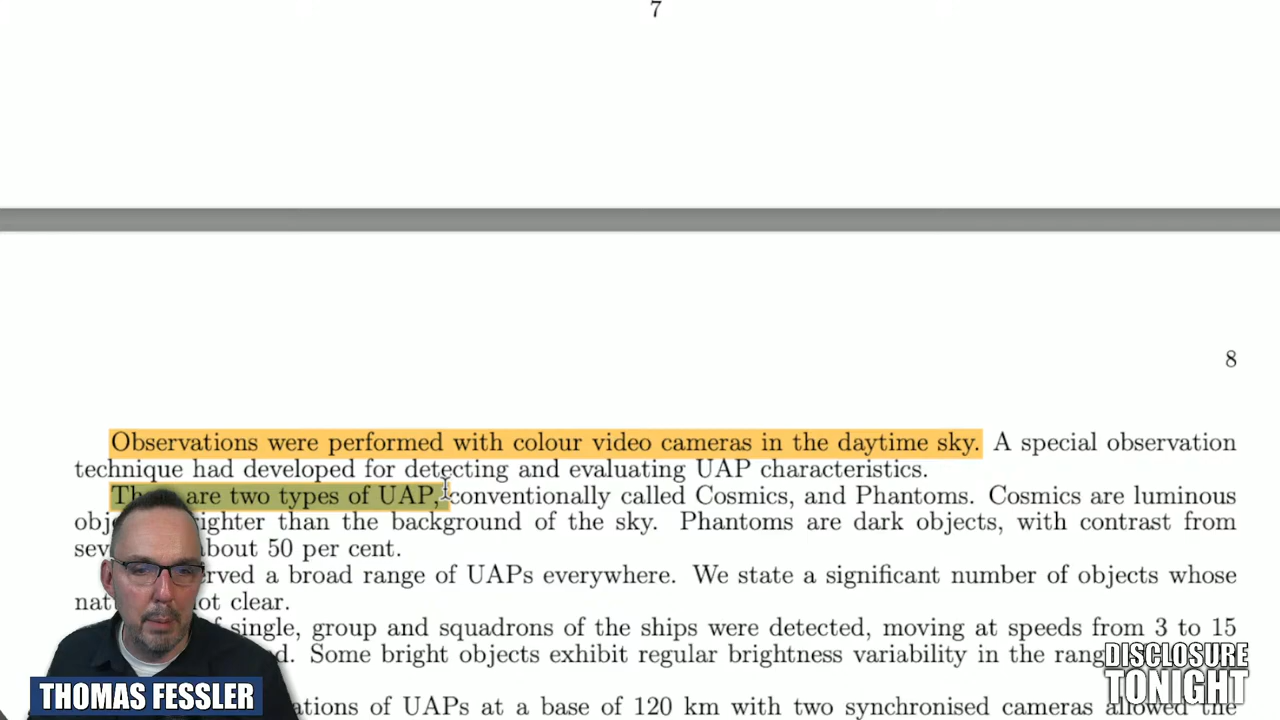 7
8
Observations were performed with colour video cameras in the daytime sky. A special observation
technique had developed for detecting and evaluating UAP characteristics.
are two types of UAP, conventionally called Cosmics, and Phantoms. Cosmics are luminous
than the background of the sky. Phantoms are dark objects, with contrast from
about 50 per cent.
a broad range of UAPs everywhere. We state a significant number of objects whose
not clear.
single, group and squadrons of the ships were detected, moving at speeds from 3 to 15
Some bright objects exhibit regular brightness variability in the
of UAPs at a base of 120 km with two synchronised cameras allowed the
THOMAS FESSLER
DISCLOSURE
TONIGHT